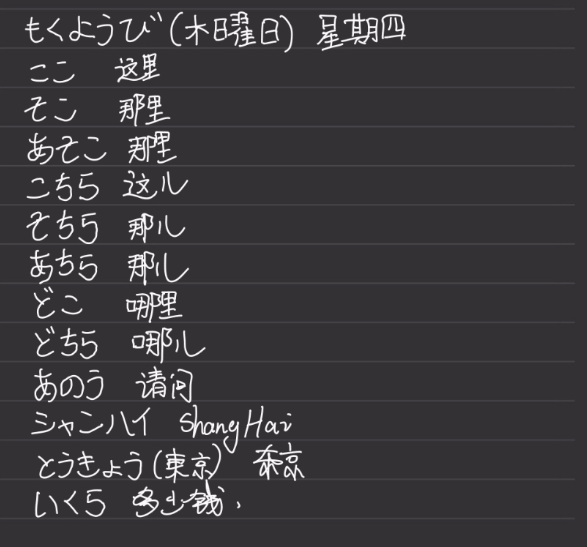 もくようび(木曜日) 星期四
ここ 这里
そこ 那里
あそこ 那里
こちら 这儿
そちら 那儿
あちら 那儿
どこ 哪里
どちら 哪儿
あのう 请问
シャンハイ ShangHai
とうきょう(東京) 东京
いくら 多少钱.